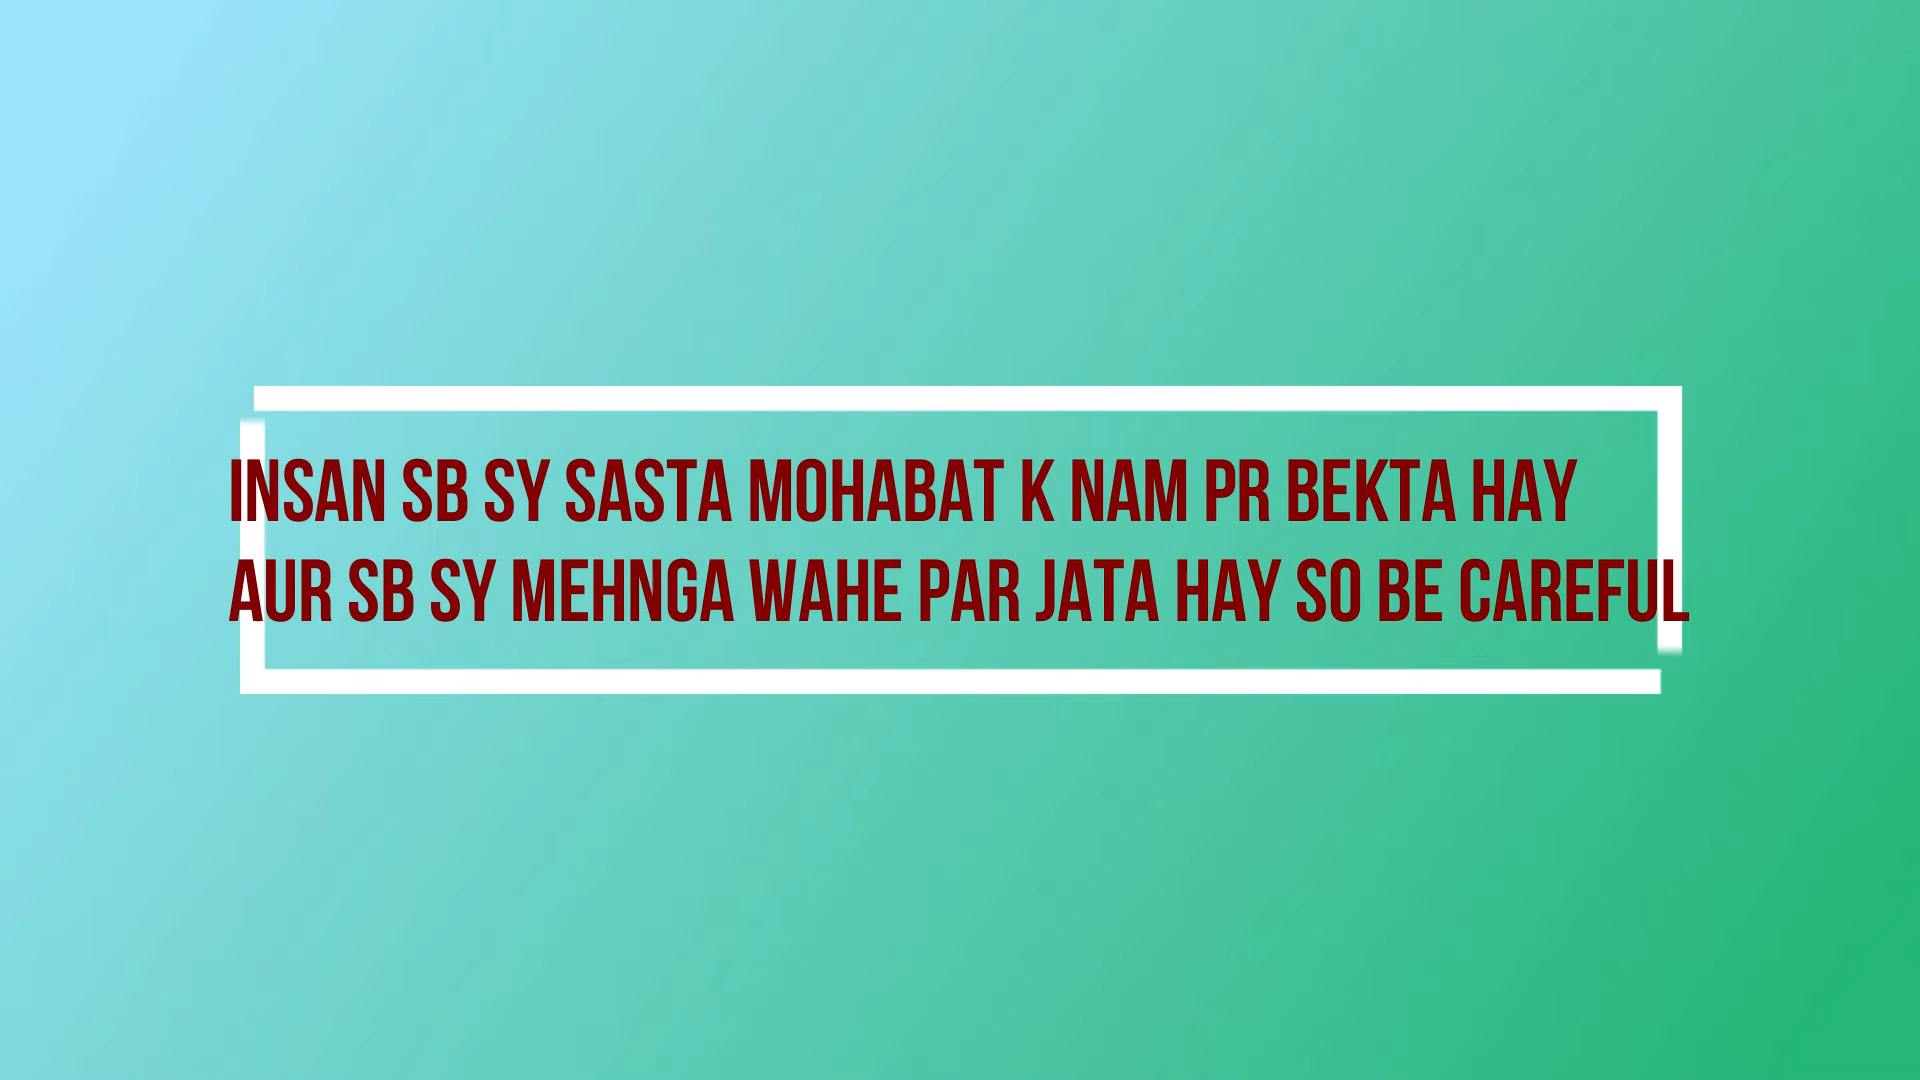 INSAN SB SY SASTA MOHABAT K NAM PR BEKTA HAY
AUR SB SY MEHNGA WAHE PAR JATA HAY SO BE CAREFUL